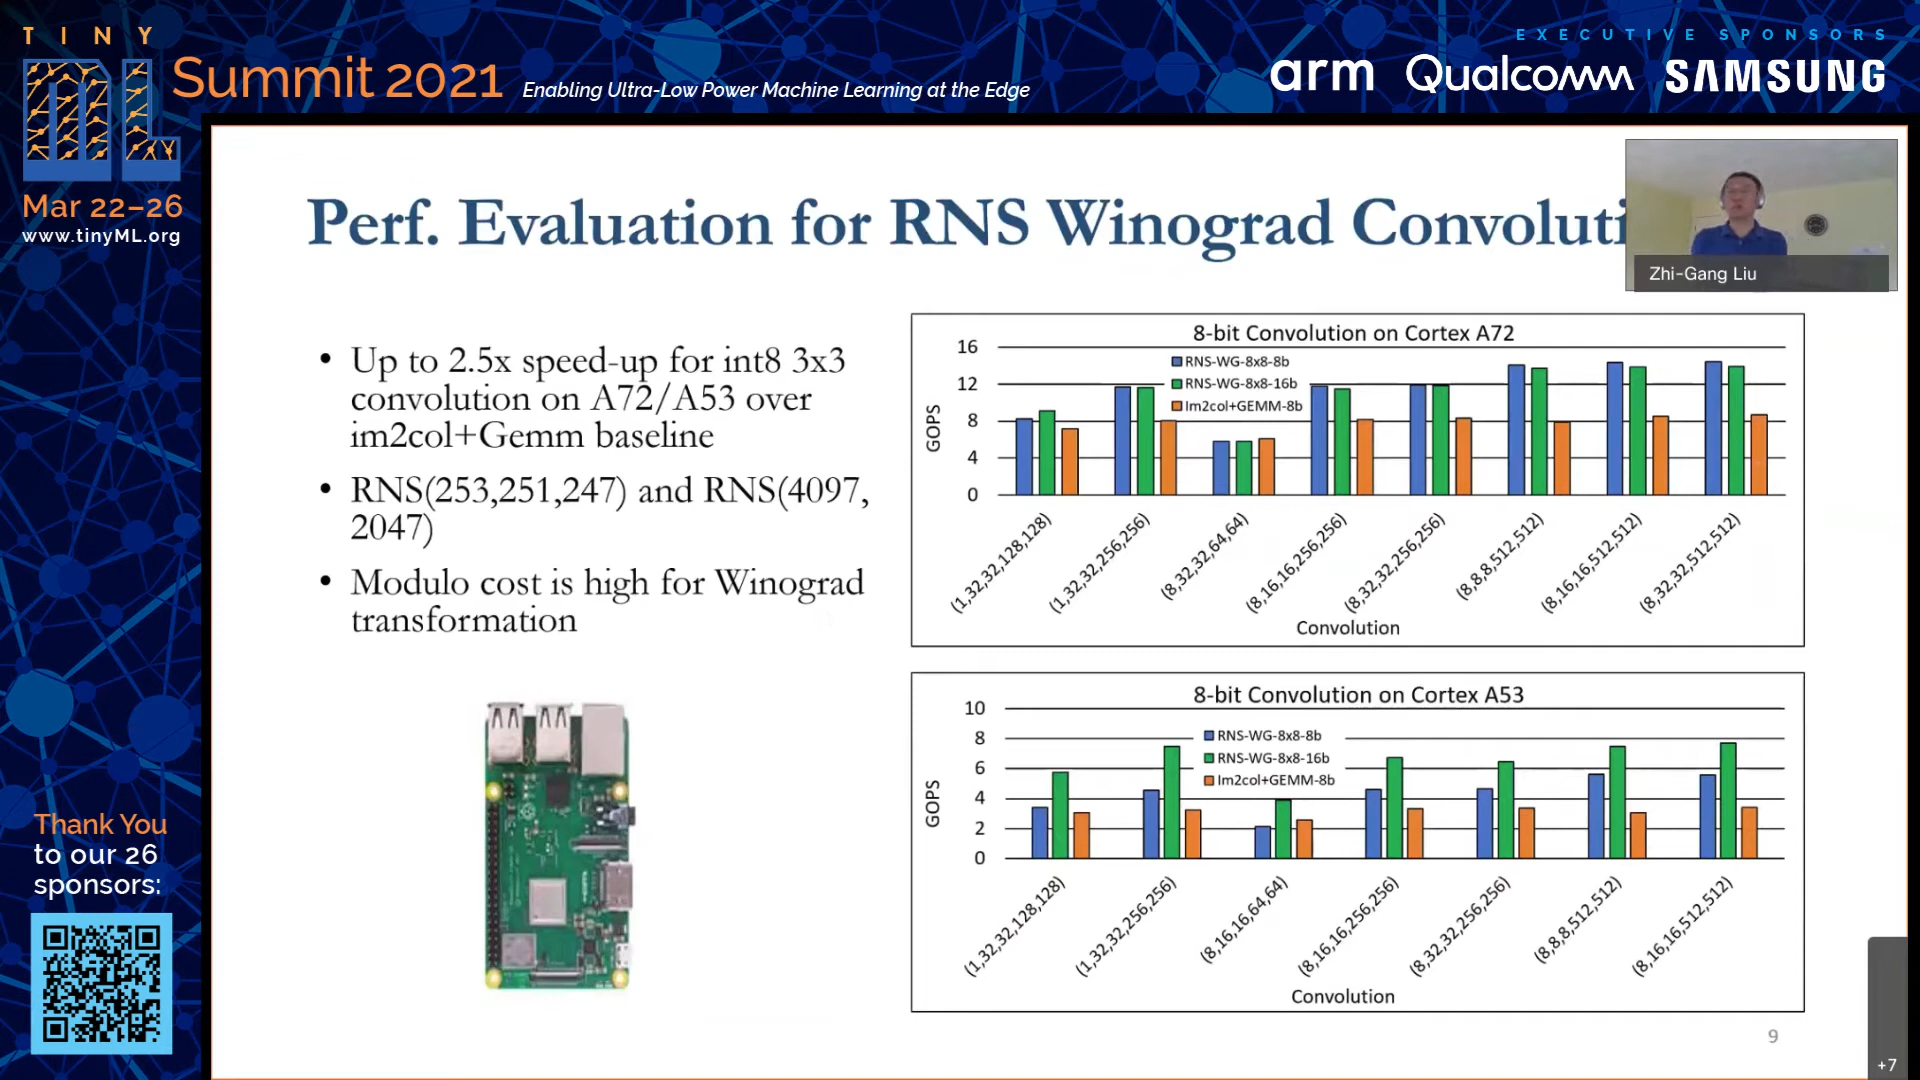 TINY
ML
Summit 2021
Enabling Ultra-Low Power Machine Learning at the Edge
EXECUTIVE SPONSORS
arm Qualcomm SAMSUNG
Mar 22–26
www.tinyML.org
Thank You
to our 26
sponsors:
Perf. Evaluation for RNS Winograd Convoluti
Zhi-Gang Liu
• Up to 2.5x speed-up for int8 3x3
convolution on A72/A53 over
im2col+Gemm baseline
• RNS(253,251,247) and RNS(4097,
2047)
• Modulo cost is high for Winograd
transformation
8-bit Convolution on Cortex A72
RNS-WG-8x8-8b
RNS-WG-8x8-16b
Im2col+GEMM-8b
GOPS
16
12
8
4
0
(1,32,32,128,128)
(1,32,32,256,256)
(8,32,32,64,64)
(8,16,16,256,256)
(8,32,32,256,256)
(8,8,8,512,512)
(8,16,16,512,512)
(8,32,32,512,512)
Convolution
8-bit Convolution on Cortex A53
RNS-WG-8x8-8b
RNS-WG-8x8-16b
Im2col+GEMM-8b
GOPS
10
8
6
4
2
0
(1,32,32,128,128)
(1,32,32,256,256)
(8,16,16,64,64)
(8,16,16,256,256)
(8,32,32,256,256)
(8,8,8,512,512)
(8,16,16,512,512)
Convolution
9
+7